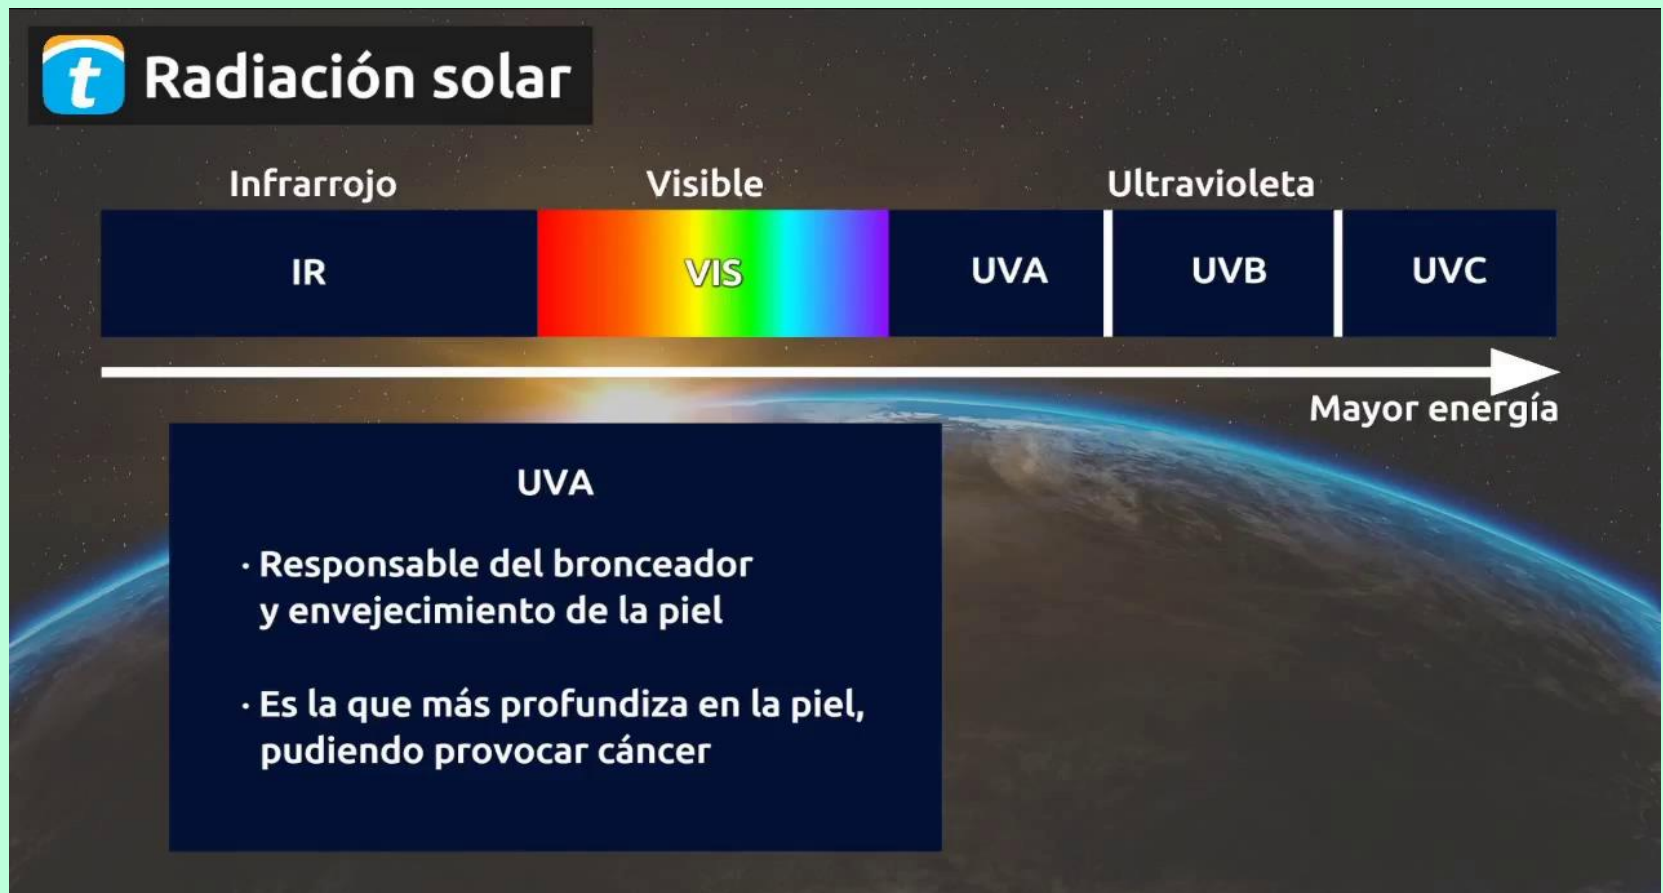 t Radiación solar
Infrarrojo Visible Ultravioleta
IR VIS UVA UVB UVC
Mayor energía
UVA
· Responsable del bronceador
y envejecimiento de la piel
· Es la que más profundiza en la piel,
pudiendo provocar cáncer